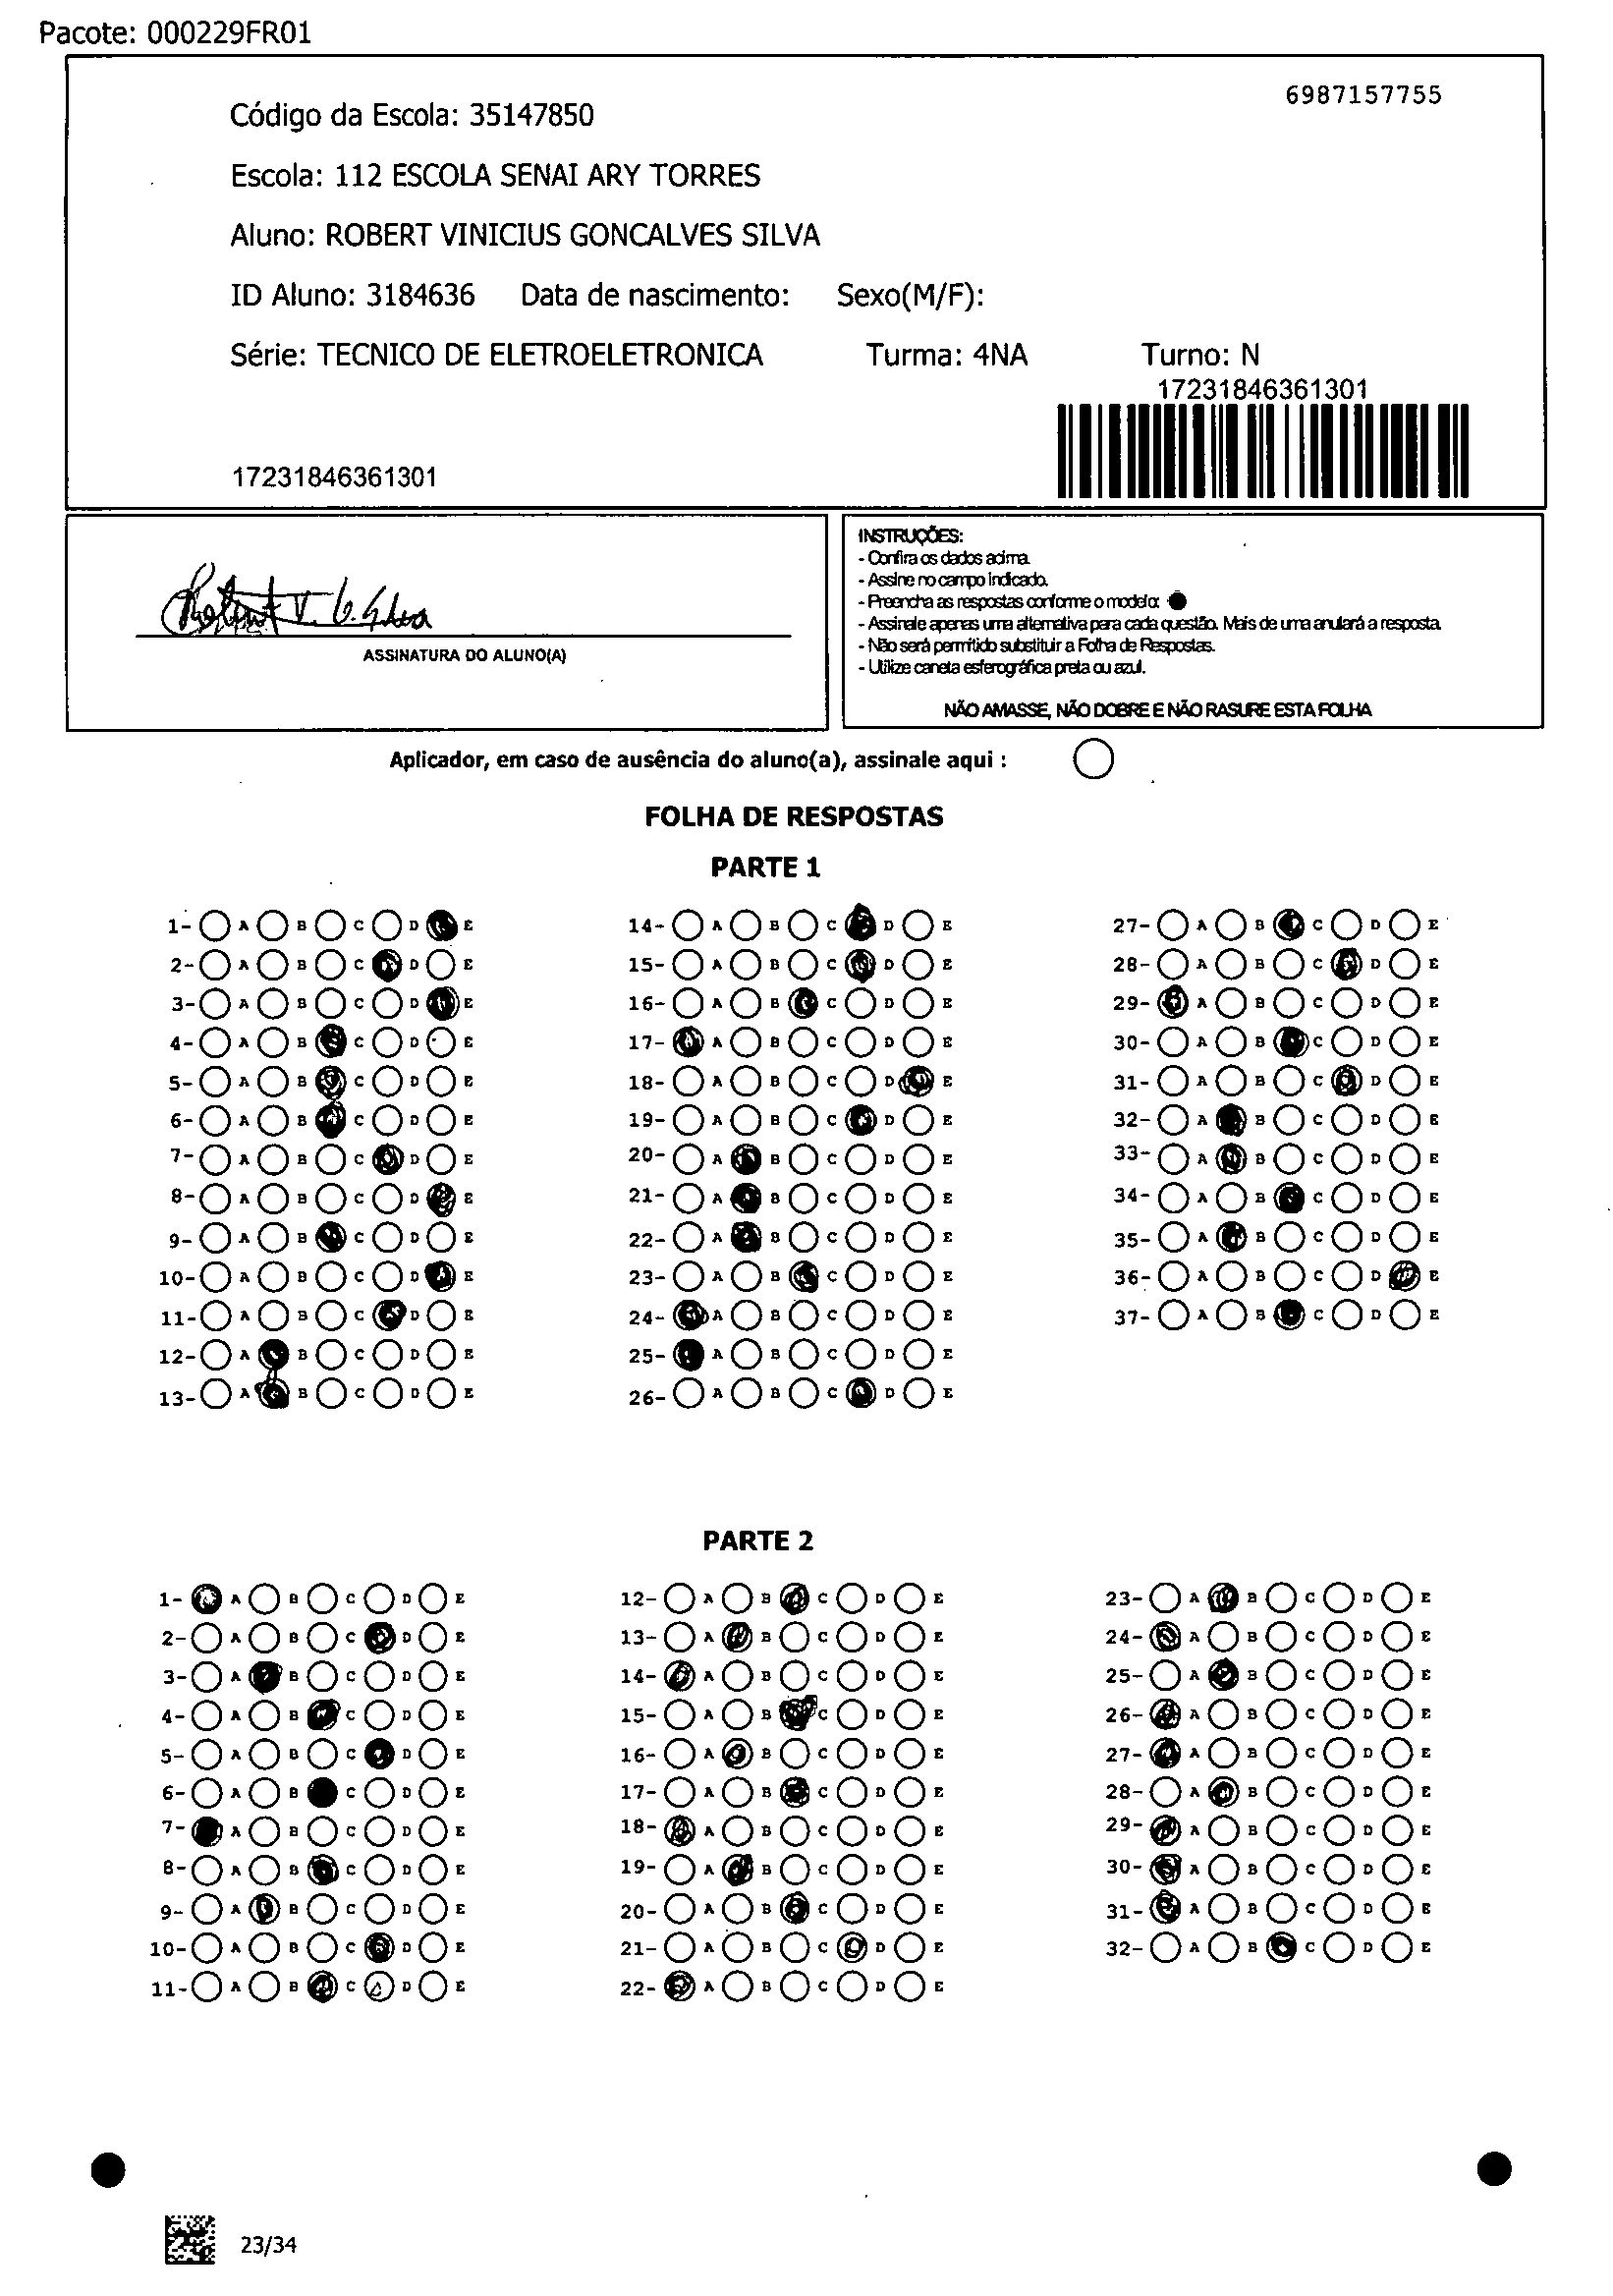 Pacote: 000229FR01
6987157755
Código da Escola: 35147850
Escola: 112 ESCOLA SENAI ARY TORRES
Aluno: ROBERT VINICIUS GONCALVES SILVA
ID Aluno: 3184636 Data de nascimento: Sexo(M/F):
Série: TECNICO DE ELETROELETRONICA Turma: 4NA Turno: N
17231846361301
17231846361301
Robert V. G. Silva
ASSINATURA DO ALUNO(A)
INSTRUÇÕES:
- Confira os dados acima.
- Assine no campo indicado.
- Preencha as respostas conforme o modelo:
- Assinale apenas uma alternativa para cada questão. Mais de uma anulará a resposta.
- Não será permitido substituir a Folha de Respostas.
- Utilize caneta esferográfica preta ou azul.
NÃO AMASSE, NÃO DOBRE E NÃO RASURE ESTA FOLHA
Aplicador, em caso de ausência do aluno(a), assinale aqui :
FOLHA DE RESPOSTAS
PARTE 1
1- A B C D E 14- A B C D E 27- A B C D E
2- A B C D E 15- A B C D E 28- A B C D E
3- A B C D E 16- A B C D E 29- A B C D E
4- A B C D E 17- A B C D E 30- A B C D E
5- A B C D E 18- A B C D E 31- A B C D E
6- A B C D E 19- A B C D E 32- A B C D E
7- A B C D E 20- A B C D E 33- A B C D E
8- A B C D E 21- A B C D E 34- A B C D E
9- A B C D E 22- A B C D E 35- A B C D E
10- A B C D E 23- A B C D E 36- A B C D E
11- A B C D E 24- A B C D E 37- A B C D E
12- A B C D E 25- A B C D E
13- A B C D E 26- A B C D E
PARTE 2
1- A B C D E 12- A B C D E 23- A B C D E
2- A B C D E 13- A B C D E 24- A B C D E
3- A B C D E 14- A B C D E 25- A B C D E
4- A B C D E 15- A B C D E 26- A B C D E
5- A B C D E 16- A B C D E 27- A B C D E
6- A B C D E 17- A B C D E 28- A B C D E
7- A B C D E 18- A B C D E 29- A B C D E
8- A B C D E 19- A B C D E 30- A B C D E
9- A B C D E 20- A B C D E 31- A B C D E
10- A B C D E 21- A B C D E 32- A B C D E
11- A B C D E 22- A B C D E
23/34